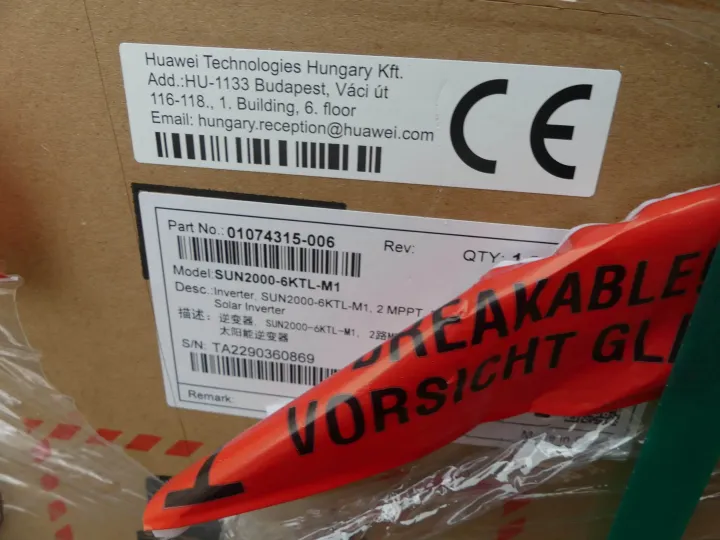 Huawei Technologies Hungary Kft.
Add.:HU-1133 Budapest, Váci út
116-118., 1. Building, 6. floor
Email: hungary.reception@huawei.com
CE
Part No.: 01074315-006
Rev:
QTY:
Model:SUN2000-6KTL-M1
Desc.:Inverter, SUN2000-6KTL-M1, 2 MPPT
Solar Inverter
描述: 逆变器, SUN2000-6KTL-M1, 2路
太阳能逆变器
S/N: TA2290360869
Remark:
BREAKABLE
VORSICHT